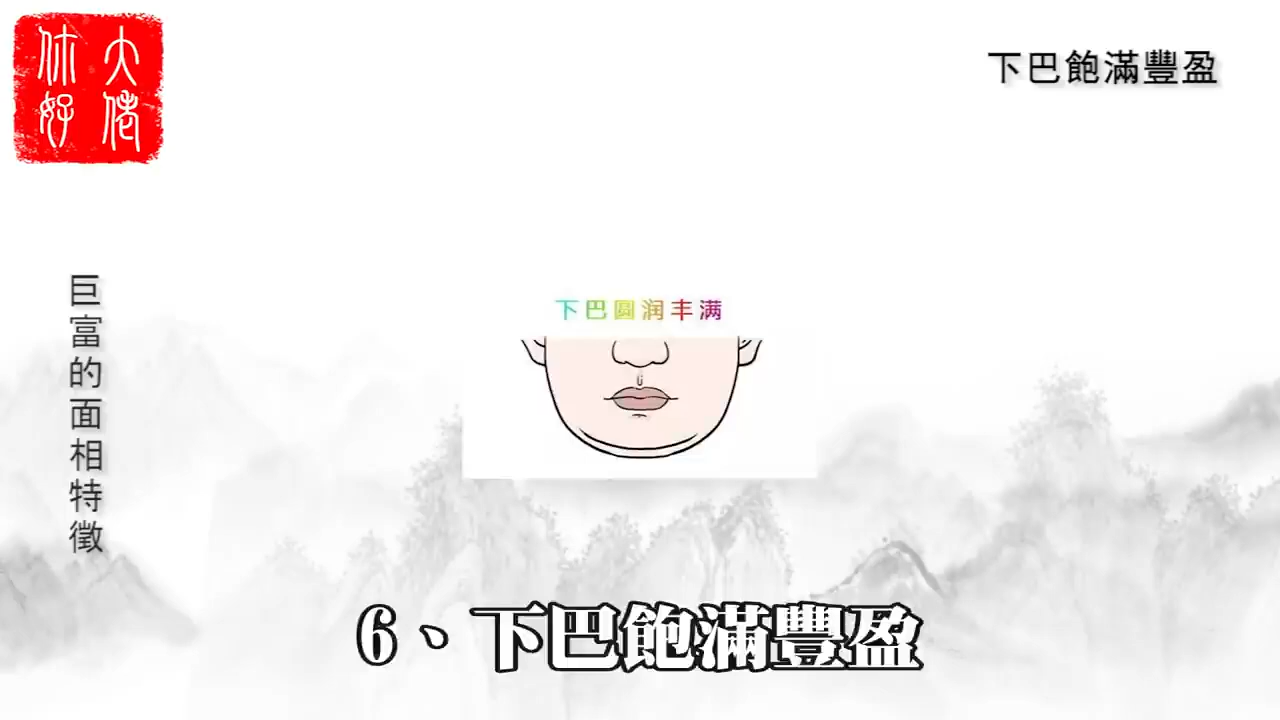 大佬
好
下巴飽滿豐盈
巨富的面相特徵
下巴圓润丰满
6、下巴飽滿豐盈